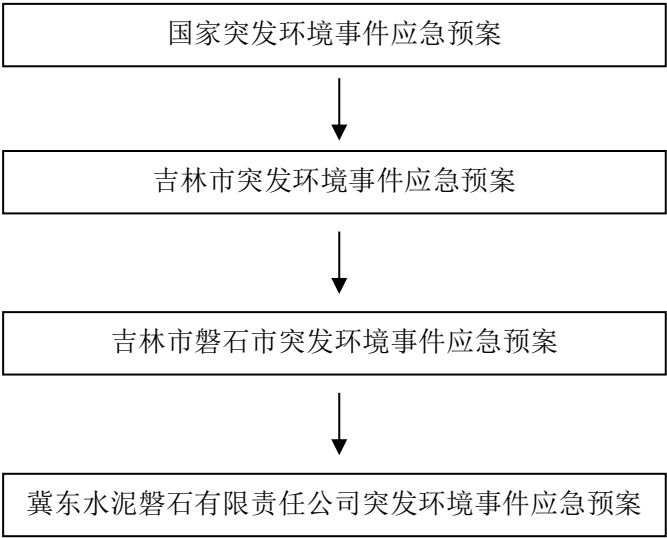 国家突发环境事件应急预案
吉林市突发环境事件应急预案
吉林市磐石市突发环境事件应急预案
冀东水泥磐石有限责任公司突发环境事件应急预案